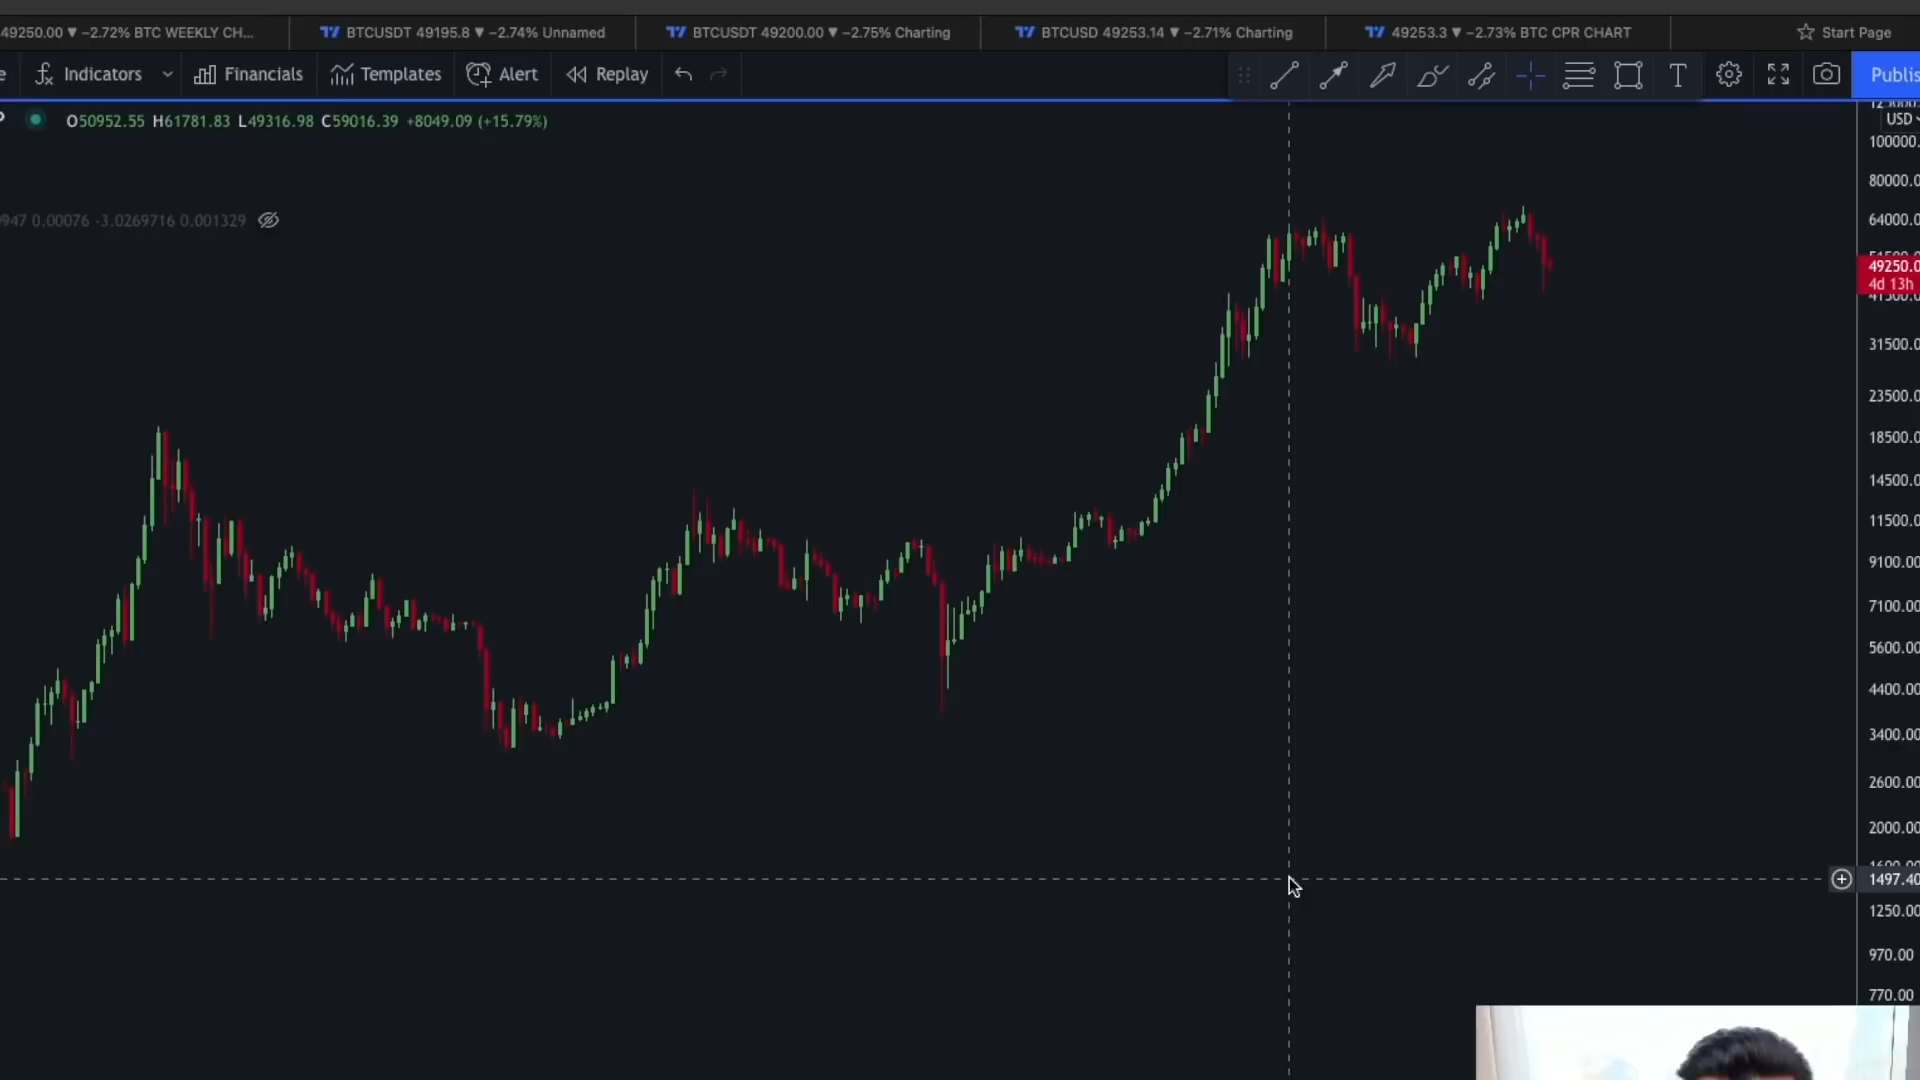 49250.00 ▼ −2.72% BTC WEEKLY CH...
BTCUSDT 49195.8 ▼ −2.74% Unnamed
BTCUSDT 49200.00 ▼ −2.75% Charting
BTCUSD 49253.14 ▼ −2.71% Charting
49253.3 ▼ −2.73% BTC CPR CHART
Start Page
e
Indicators
Financials
Templates
Alert
Replay
T
Publis
O50952.55 H61781.83 L49316.98 C59016.39 +8049.09 (+15.79%)
USD
947 0.00076 -3.0269716 0.001329
100000.
80000.0
64000.0
49250.0
4d 13h
31500.0
23500.0
18500.0
14500.0
11500.0
9100.00
7100.00
5600.00
4400.00
3400.00
2600.00
2000.00
1497.40
1250.00
970.00
770.00